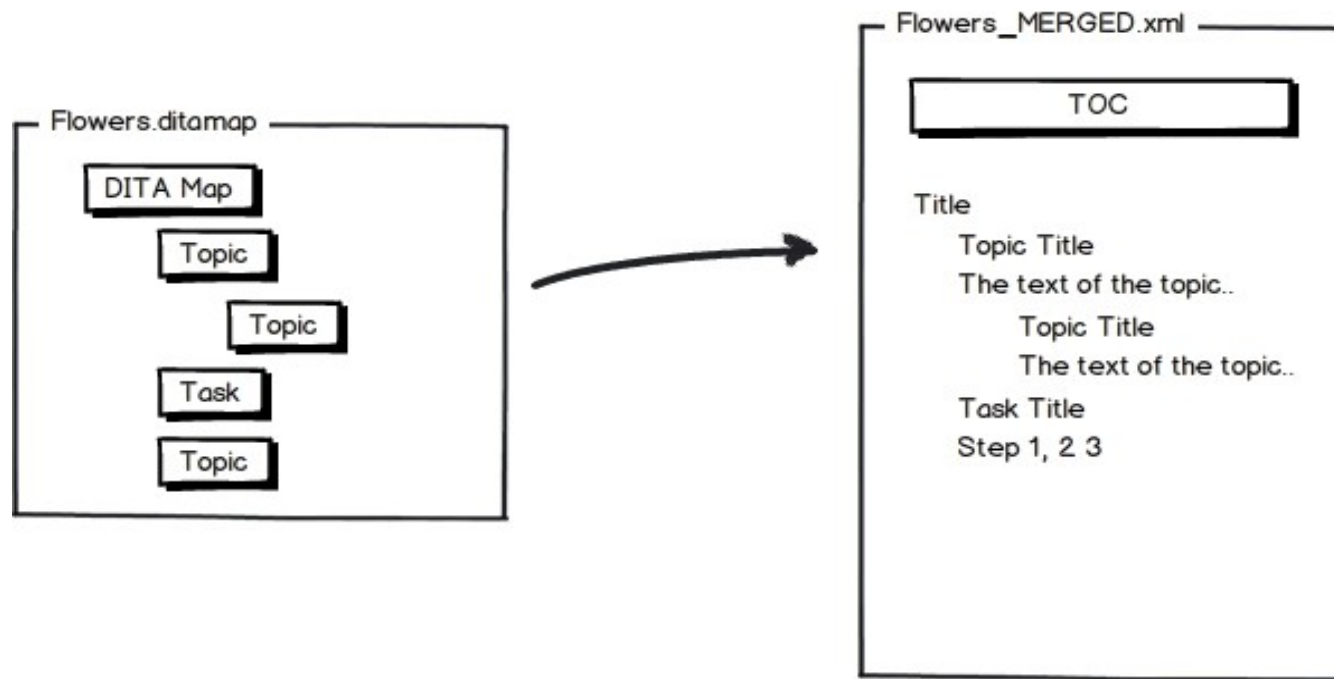 Flowers.ditamap
DITA Map
Topic
Topic
Task
Topic
Flowers_MERGED.xml
TOC
Title
Topic Title
The text of the topic..
Topic Title
The text of the topic..
Task Title
Step 1, 2 3